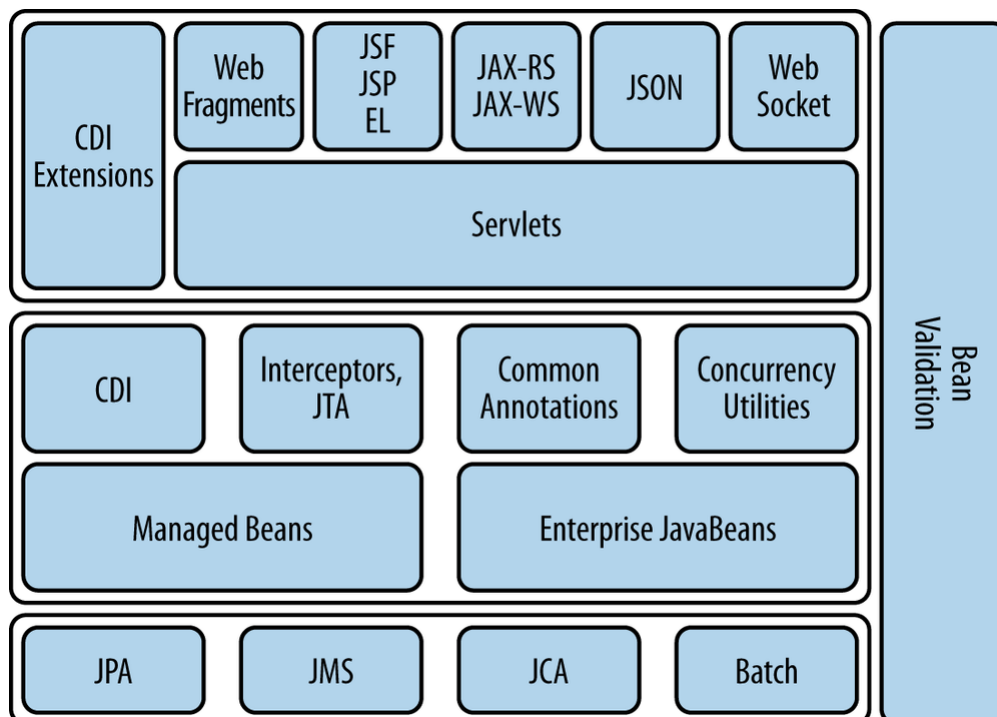 CDI
Extensions
Web
Fragments
JSF
JSP
EL
JAX-RS
JAX-WS
JSON
Web
Socket
Servlets
CDI
Interceptors,
JTA
Common
Annotations
Concurrency
Utilities
Managed Beans
Enterprise JavaBeans
JPA
JMS
JCA
Batch
Bean
Validation